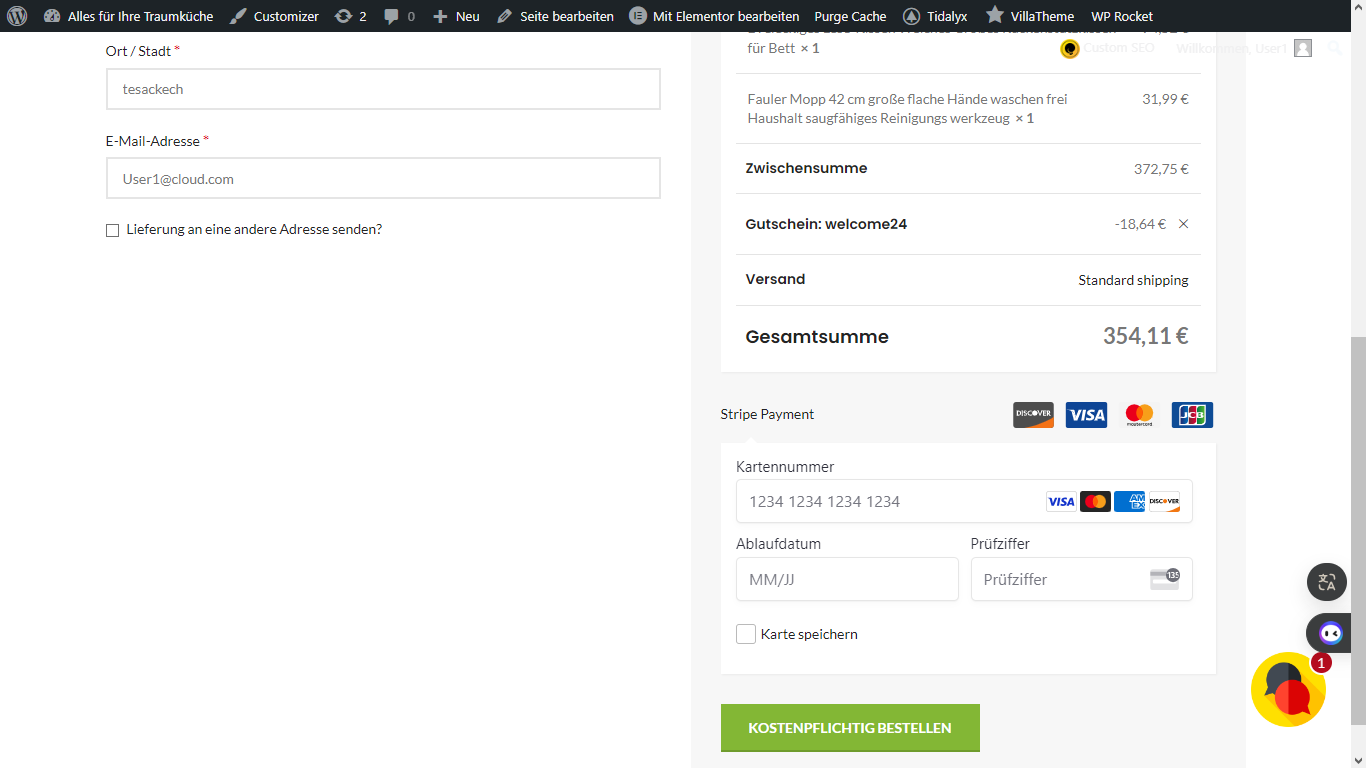 Alles für Ihre Traumküche
Customizer
2
0
Neu
Seite bearbeiten
Mit Elementor bearbeiten
Purge Cache
Tidalyx
VillaTheme
WP Rocket
Custom SEO
Willkommen, User1
Ort / Stadt *
tesackech
E-Mail-Adresse *
User1@cloud.com
Lieferung an eine andere Adresse senden?
für Bett × 1
Fauler Mopp 42 cm große flache Hände waschen frei
Haushalt saugfähiges Reinigungs werkzeug × 1
31,99 €
Zwischensumme 372,75 €
Gutschein: welcome24 -18,64 € ×
Versand Standard shipping
Gesamtsumme 354,11 €
Stripe Payment
DISCOVER VISA mastercard JCB
Kartennummer
1234 1234 1234 1234
VISA AM EX DISCOVER
Ablaufdatum Prüfziffer
MM/JJ Prüfziffer 135
Karte speichern
KOSTENPFLICHTIG BESTELLEN
1